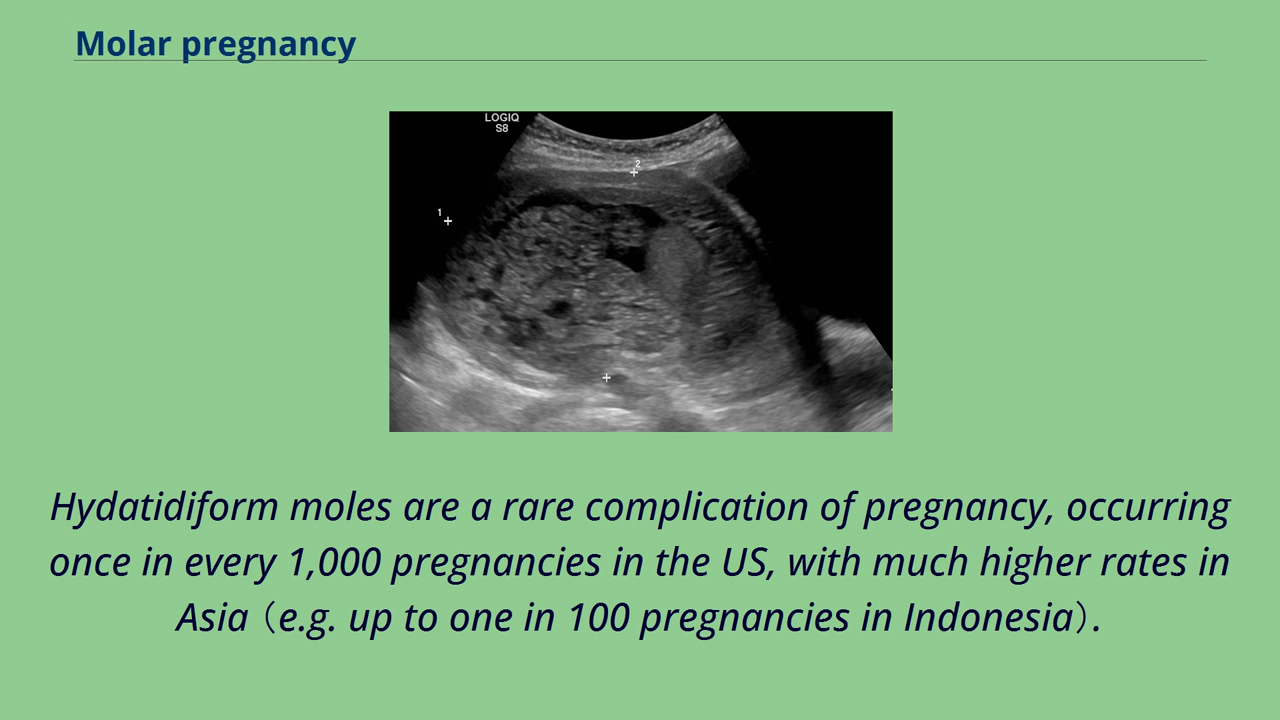 Molar pregnancy
LOGIQ
S8
2
1
Hydatidiform moles are a rare complication of pregnancy, occurring
once in every 1,000 pregnancies in the US, with much higher rates in
Asia（e.g. up to one in 100 pregnancies in Indonesia）.